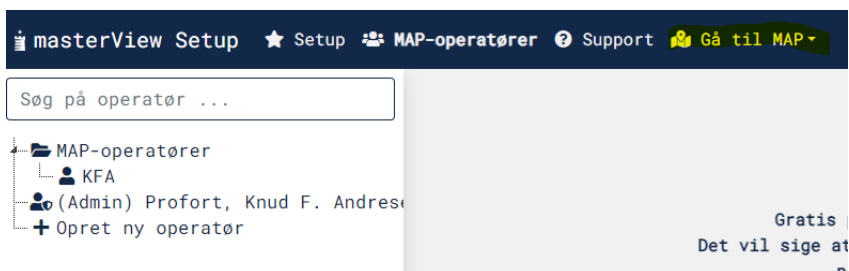 masterView Setup Setup MAP-operatører Support Gå til MAP
Søg på operatør ...
MAP-operatører
KFA
(Admin) Profort, Knud F. Andrese
Opret ny operatør
Gratis
Det vil sige at